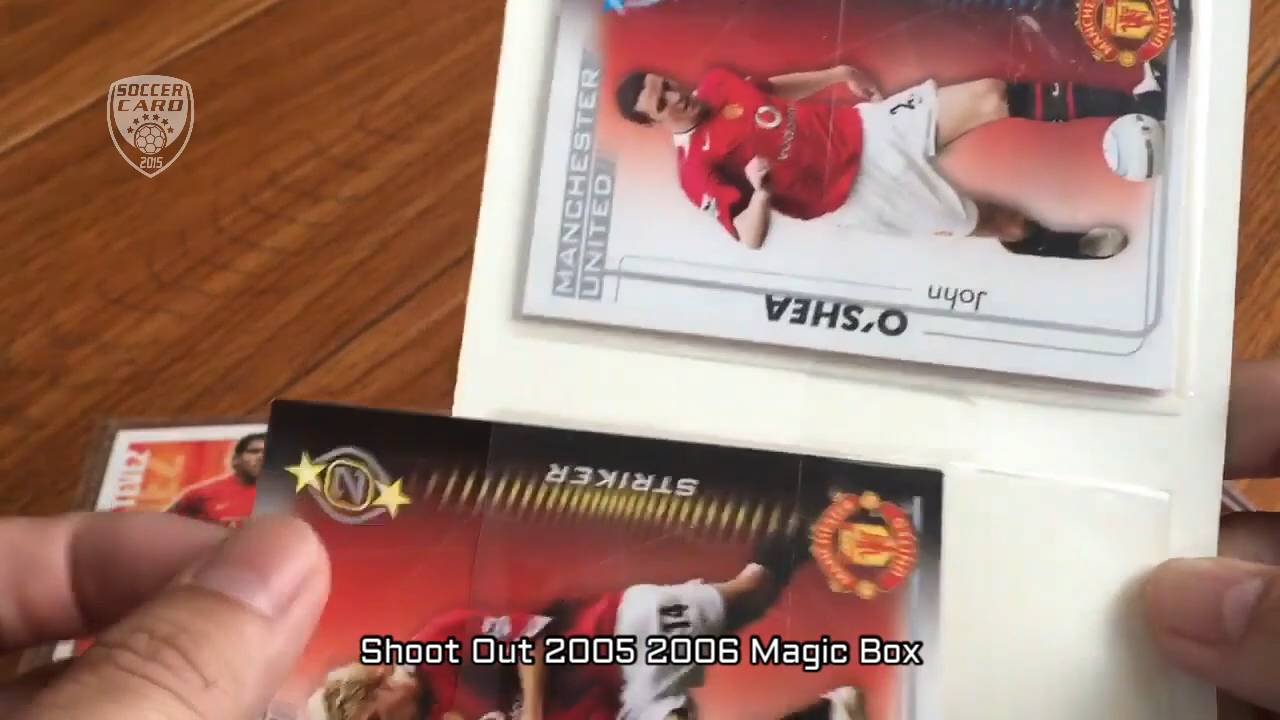 SOCCER
CARD
2015
MANCHESTER
UNITED
John
O'SHEA
STRIKER
14
Shoot Out 2005 2006 Magic Box